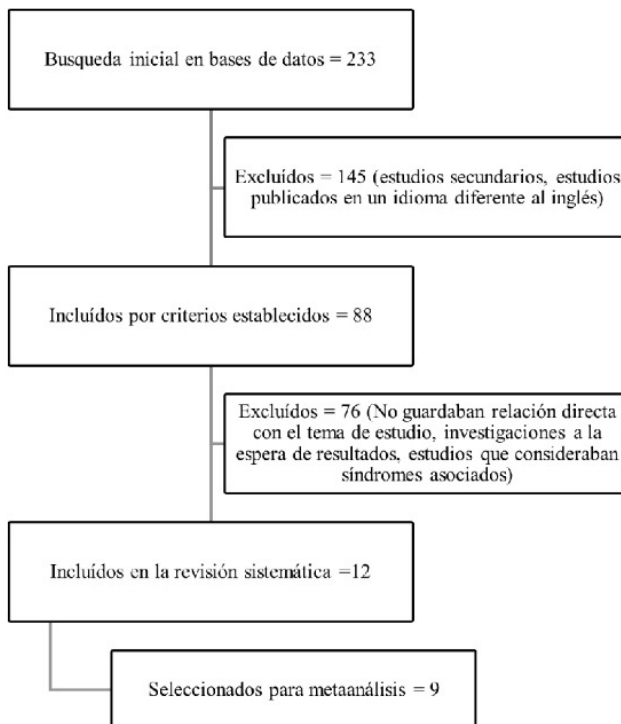 Busqueda inicial en bases de datos = 233
Excluídos = 145 (estudios secundarios, estudios
publicados en un idioma diferente al inglés)
Incluídos por criterios establecidos = 88
Excluídos = 76 (No guardaban relación directa
con el tema de estudio, investigaciones a la
espera de resultados, estudios que consideraban
síndromes asociados)
Incluídos en la revisión sistemática =12
Seleccionados para metaanálisis = 9